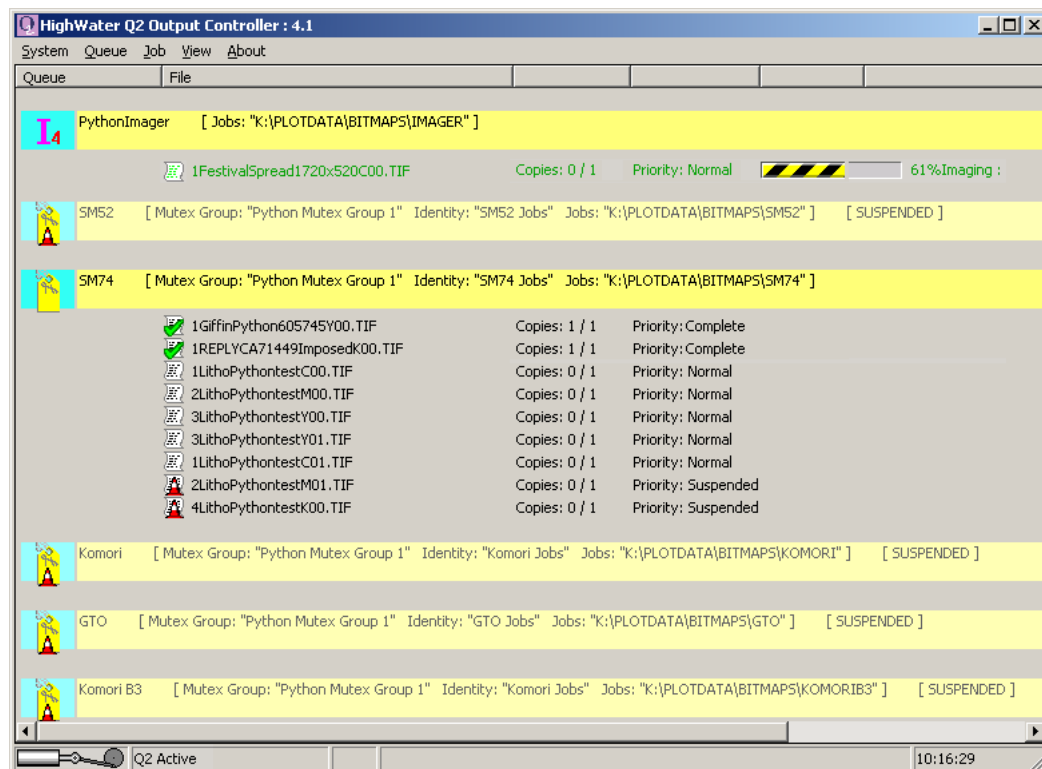 HighWater Q2 Output Controller : 4.1
System Queue Job View About
Queue File
I4 PythonImager [ Jobs: "K:\PLOTDATA\BITMAPS\IMAGER" ]
1FestivalSpread1720x520C00.TIF Copies: 0 / 1 Priority: Normal 61%Imaging :
SM52 [ Mutex Group: "Python Mutex Group 1" Identity: "SM52 Jobs" Jobs: "K:\PLOTDATA\BITMAPS\SM52" ] [ SUSPENDED ]
SM74 [ Mutex Group: "Python Mutex Group 1" Identity: "SM74 Jobs" Jobs: "K:\PLOTDATA\BITMAPS\SM74" ]
1GiffinPython605745Y00.TIF Copies: 1 / 1 Priority: Complete
1REPLYCA71449ImposedK00.TIF Copies: 1 / 1 Priority: Complete
1LithoPythontestC00.TIF Copies: 0 / 1 Priority: Normal
2LithoPythontestM00.TIF Copies: 0 / 1 Priority: Normal
3LithoPythontestY00.TIF Copies: 0 / 1 Priority: Normal
3LithoPythontestY01.TIF Copies: 0 / 1 Priority: Normal
1LithoPythontestC01.TIF Copies: 0 / 1 Priority: Normal
2LithoPythontestM01.TIF Copies: 0 / 1 Priority: Suspended
4LithoPythontestK00.TIF Copies: 0 / 1 Priority: Suspended
Komori [ Mutex Group: "Python Mutex Group 1" Identity: "Komori Jobs" Jobs: "K:\PLOTDATA\BITMAPS\KOMORI" ] [ SUSPENDED ]
GTO [ Mutex Group: "Python Mutex Group 1" Identity: "GTO Jobs" Jobs: "K:\PLOTDATA\BITMAPS\GTO" ] [ SUSPENDED ]
Komori B3 [ Mutex Group: "Python Mutex Group 1" Identity: "Komori Jobs" Jobs: "K:\PLOTDATA\BITMAPS\KOMORIB3" ] [ SUSPENDED ]
Q2 Active 10:16:29